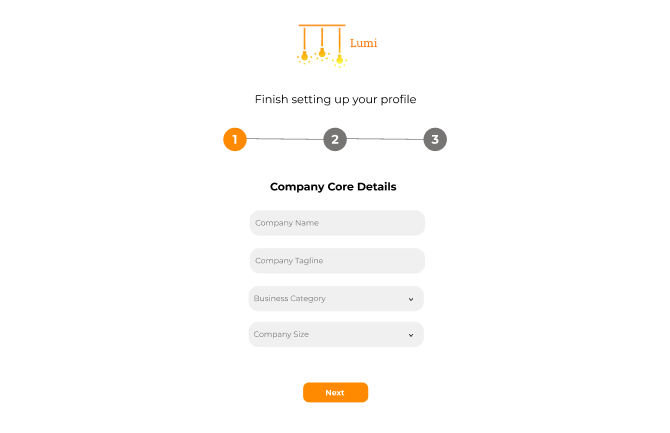 Lumi
Finish setting up your profile
1 2 3
Company Core Details
Company Name
Company Tagline
Business Category
Company Size
Next